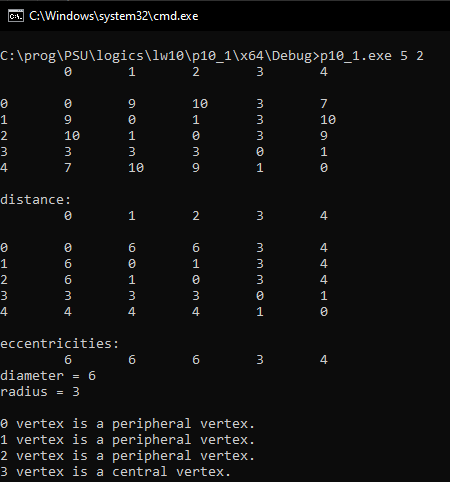 C:\Windows\system32\cmd.exe
C:\prog\PSU\logics\lw10\p10_1\x64\Debug>p10_1.exe 5 2
0 1 2 3 4
0 0 9 10 3 7
1 9 0 1 3 10
2 10 1 0 3 9
3 3 3 3 0 1
4 7 10 9 1 0
distance:
0 1 2 3 4
0 0 6 6 3 4
1 6 0 1 3 4
2 6 1 0 3 4
3 3 3 3 0 1
4 4 4 4 1 0
eccentricities:
6 6 6 3 4
diameter = 6
radius = 3
0 vertex is a peripheral vertex.
1 vertex is a peripheral vertex.
2 vertex is a peripheral vertex.
3 vertex is a central vertex.